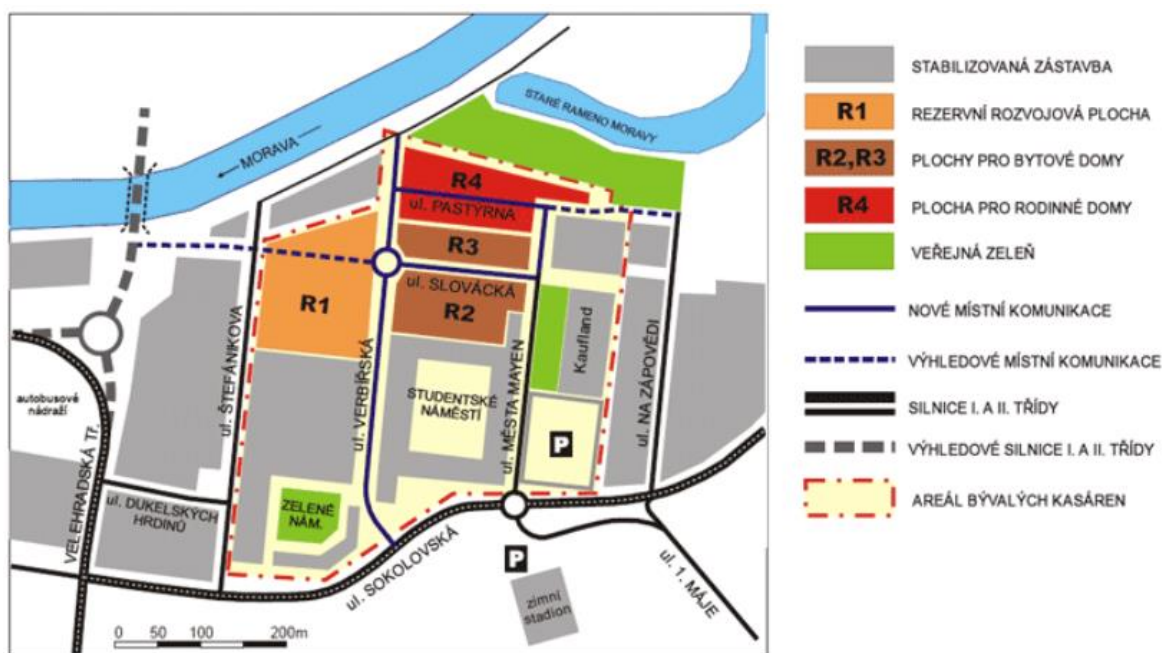 STARÉ RAMENO MORAVY
MORAVA
R4
ul. PASTÝRNA
R3
ul. SLOVÁCKÁ
R1
R2
Kaufland
autobusové
nádraží
ul. ŠTEFÁNIKOVA
ul. VERBÍŘSKÁ
STUDENTSKÉ
NÁMĚSTÍ
ul. MĚSTA MAYEN
ul. NA ZÁPOVĚDI
P
VELEHRADSKÁ TŘ.
ul. DUKELSKÝCH
HRDINŮ
ZELENÉ
NÁM.
ul. SOKOLOVSKÁ
P
ul. 1. MÁJE
zimní
stadion
0 50 100 200m
STABILIZOVANÁ ZÁSTAVBA
R1 REZERVNÍ ROZVOJOVÁ PLOCHA
R2,R3 PLOCHY PRO BYTOVÉ DOMY
R4 PLOCHA PRO RODINNÉ DOMY
VEŘEJNÁ ZELEŇ
NOVÉ MÍSTNÍ KOMUNIKACE
VÝHLEDOVÉ MÍSTNÍ KOMUNIKACE
SILNICE I. A II. TŘÍDY
VÝHLEDOVÉ SILNICE I. A II. TŘÍDY
AREÁL BÝVALÝCH KASÁREN